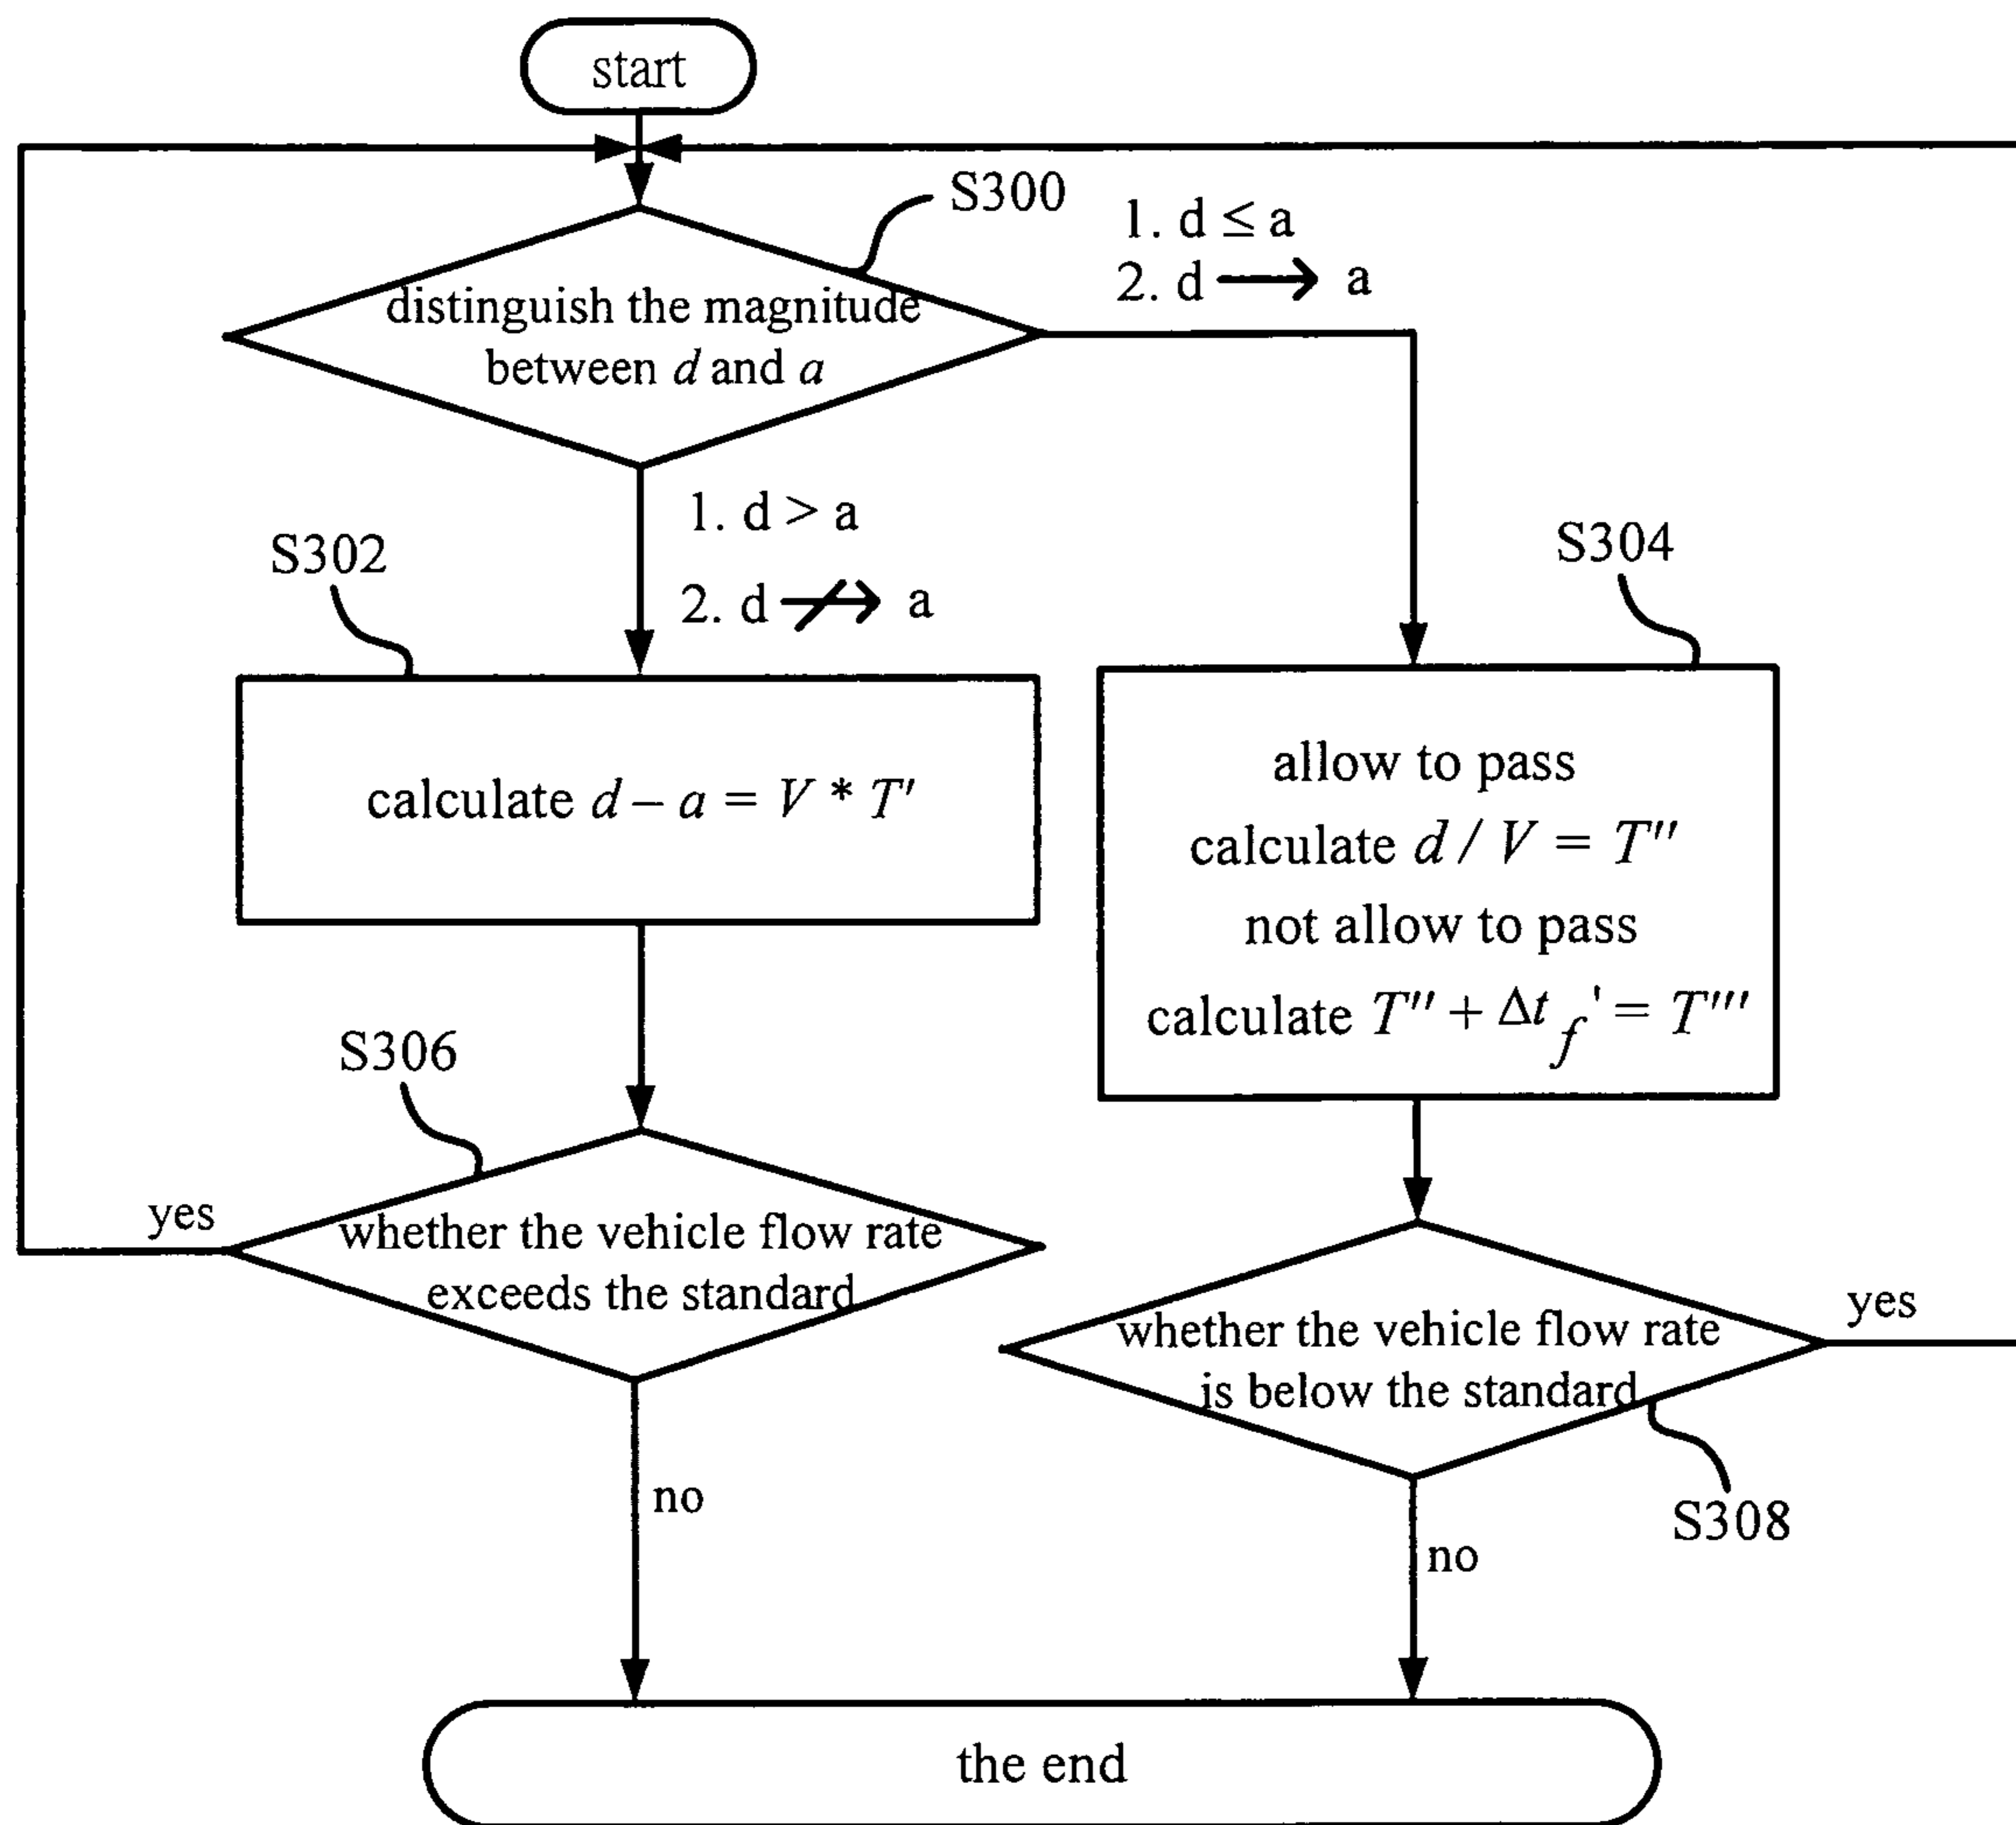 start
S300
1. d ≤ a
2. d ⟶ a
distinguish the magnitude
between d and a
1. d > a
2. d ↛ a
S302
S304
calculate d – a = V * T'
allow to pass
calculate d / V = T''
not allow to pass
calculate T'' + Δt_f' = T'''
S306
yes
whether the vehicle flow rate
exceeds the standard
yes
whether the vehicle flow rate
is below the standard
S308
no
no
the end